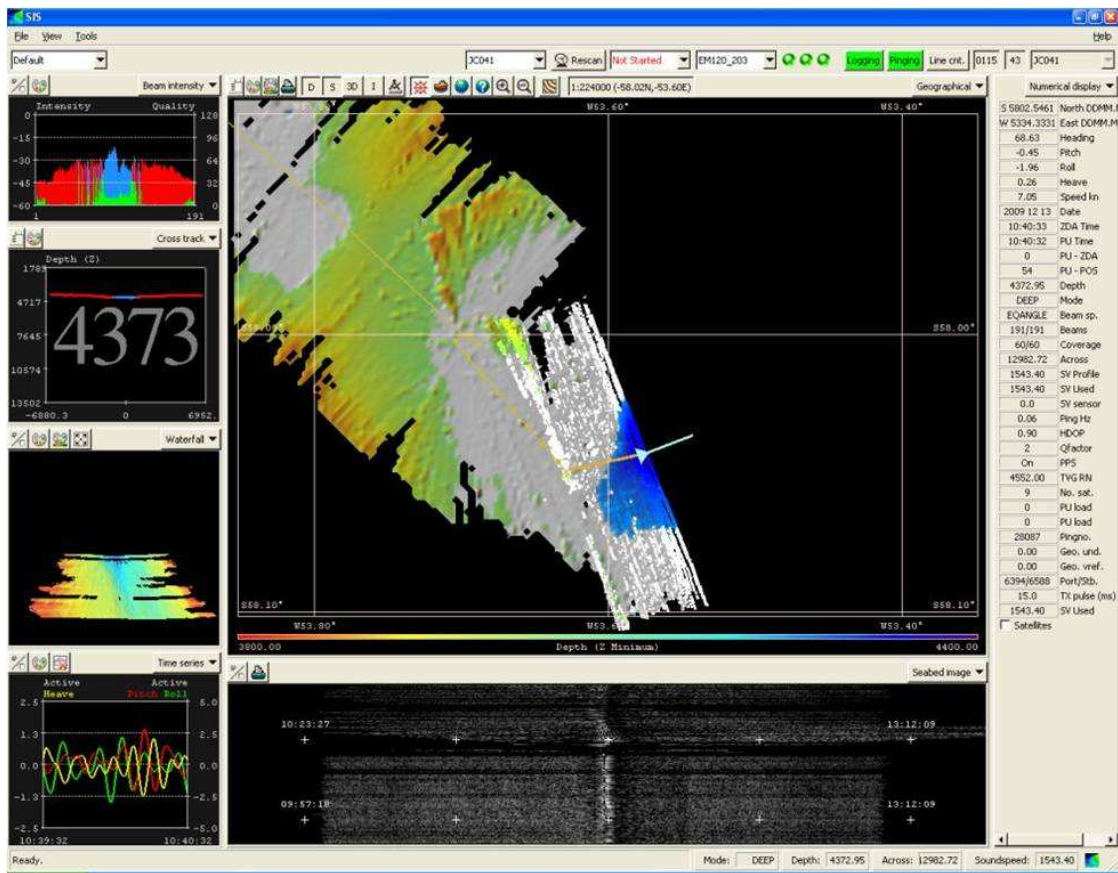 SIS
File View Tools Help
Default JC041 Rescan Not Started EM120_203 Logging Pinging Line cnt. 0115 43 JC041
Beam intensity
Intensity Quality
0 128
-15 96
-30 64
-45 32
-60 0
1 191
Cross track
Depth (Z)
1789
4717
7645
10574
13502
4373
-6880.3 0 6952.
Waterfall
Time series
Active Active
Heave Pitch Roll
2.5 5.0
1.3 2.5
0.0 0.0
-1.3 -2.5
-2.5 -5.0
10:39:32 10:40:32
D S 3D I 1:224000 (-58.02N,-53.60E) Geographical
W53.60° W53.40°
S58.00°
S58.10° S58.10°
W53.80° W53.6 W53.40°
3800.00 Depth (Z Minimum) 4400.00
Seabed image
10:23:27 13:12:09
09:57:18 13:12:09
Numerical display
S 5802.5461 North DDMM.M
W 5334.3331 East DDMM.M
68.63 Heading
-0.45 Pitch
-1.96 Roll
0.26 Heave
7.05 Speed kn
2009 12 13 Date
10:40:33 ZDA Time
10:40:32 PU Time
0 PU - ZDA
54 PU - POS
4372.95 Depth
DEEP Mode
EQANGLE Beam sp.
191/191 Beams
60/60 Coverage
12982.72 Across
1543.40 SV Profile
1543.40 SV Used
0.0 SV sensor
0.06 Ping Hz
0.90 HDOP
2 Qfactor
On PPS
4552.00 TVG RN
9 No. sat.
0 PU load
0 PU load
28087 Pingno.
0.00 Geo. und.
0.00 Geo. vref.
6394/6588 Port/Stb.
15.0 TX pulse (ms)
1543.40 SV Used
Satellites
Ready. Mode: DEEP Depth: 4372.95 Across: 12982.72 Soundspeed: 1543.40